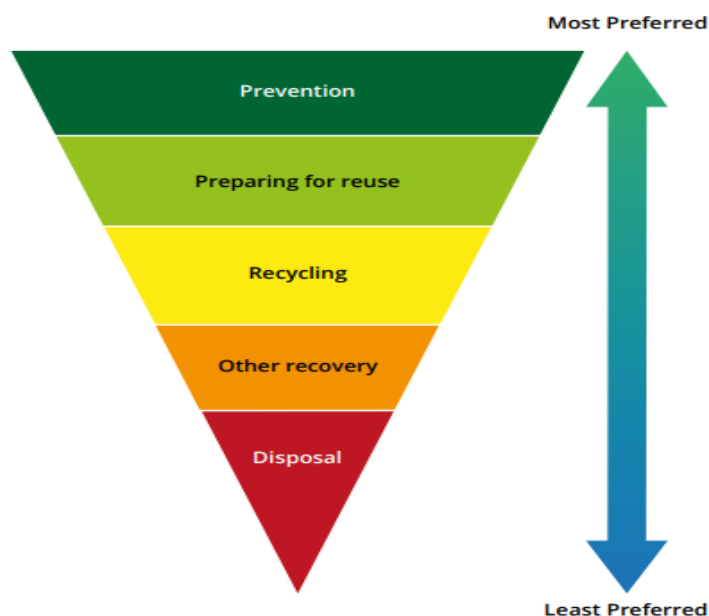 Most Preferred
Prevention
Preparing for reuse
Recycling
Other recovery
Disposal
Least Preferred